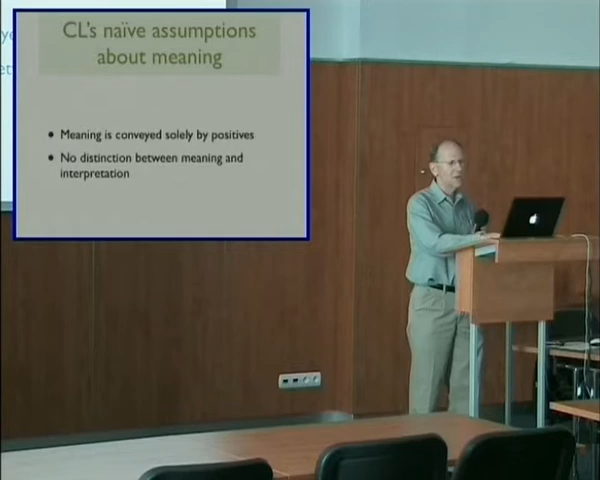 CL's naïve assumptions
about meaning
• Meaning is conveyed solely by positives
• No distinction between meaning and
interpretation